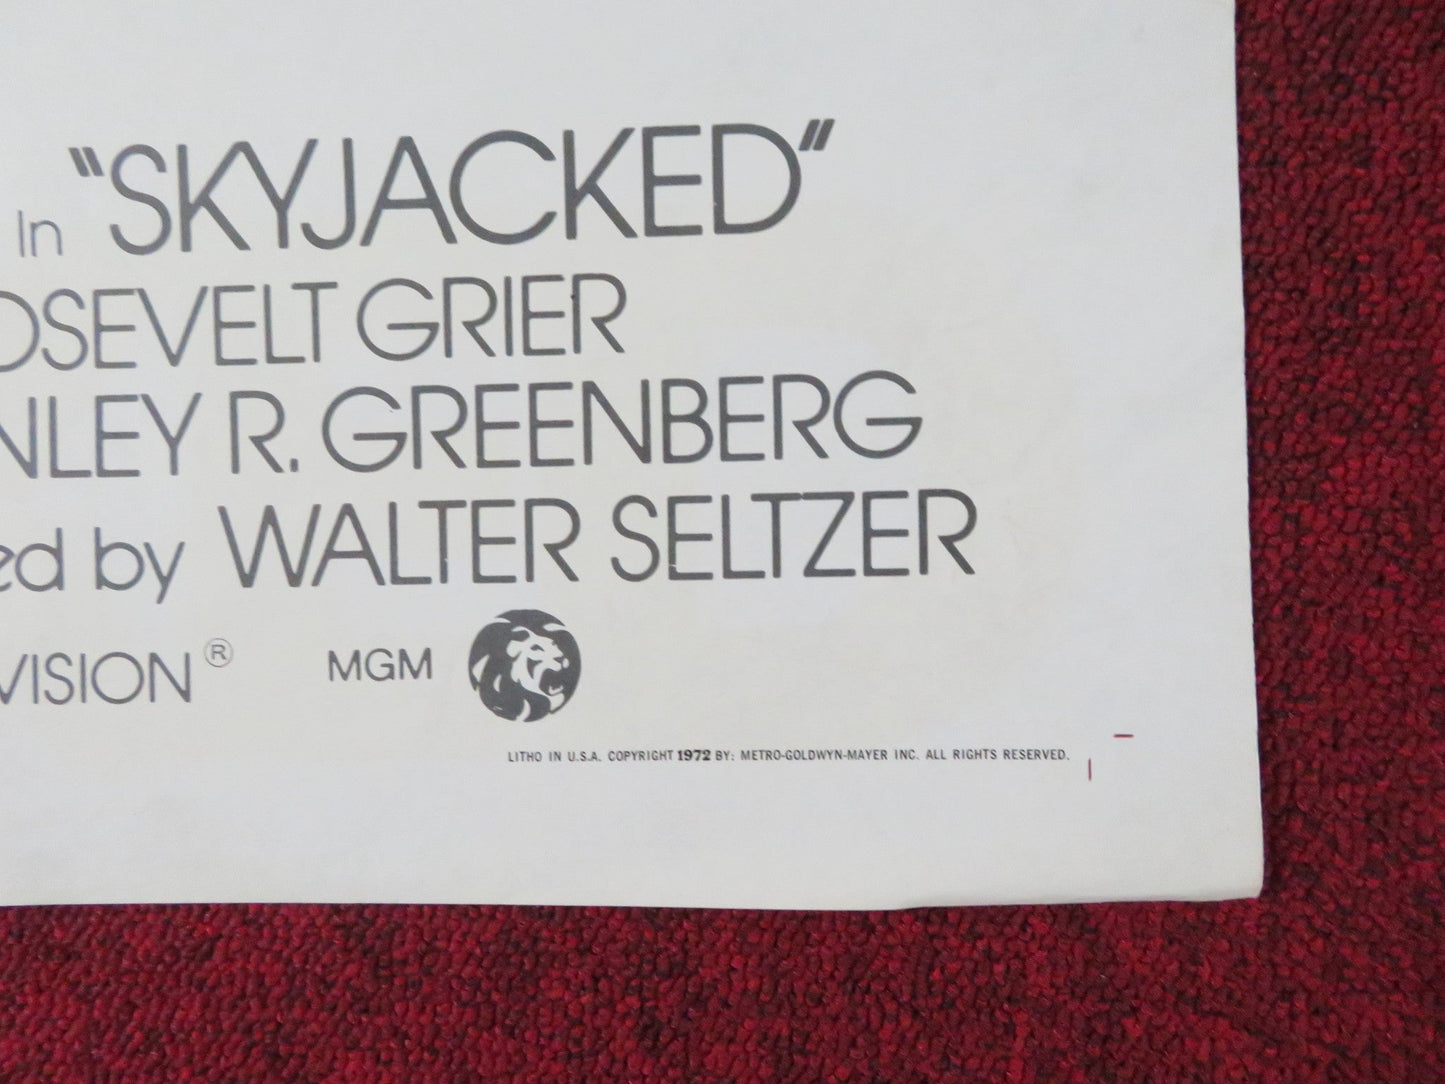 In "SKYJACKED"
OSEVELT GRIER
NLEY R. GREENBERG
ed by WALTER SELTZER
VISION® MGM
LITHO IN U.S.A. COPYRIGHT 1972 BY: METRO-GOLDWYN-MAYER INC. ALL RIGHTS RESERVED.